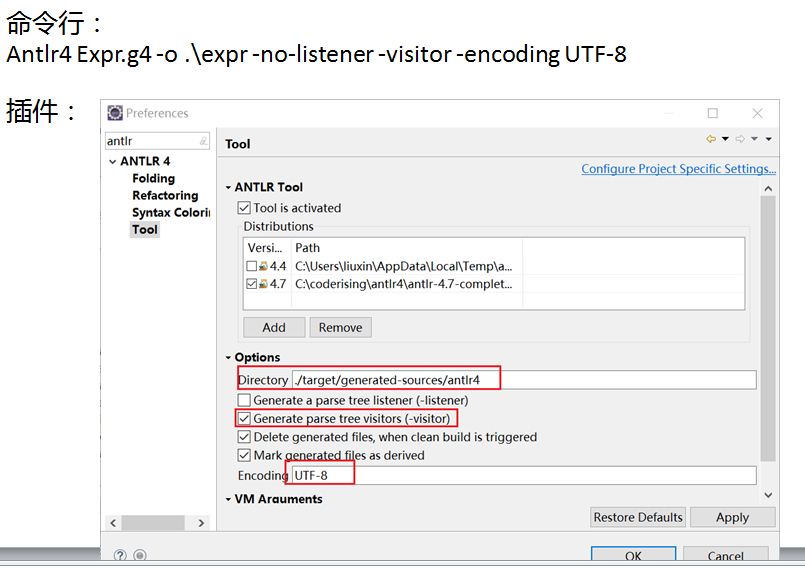 命令行：
Antlr4 Expr.g4 -o .\expr -no-listener -visitor -encoding UTF-8
插件：
Preferences
antlr
ANTLR 4
Folding
Refactoring
Syntax Colorin
Tool
Tool
Configure Project Specific Settings...
ANTLR Tool
Tool is activated
Distributions
Versi... Path
4.4 C:\Users\liuxin\AppData\Local\Temp\a...
4.7 C:\coderising\antlr4\antlr-4.7-complet...
Add Remove
Options
Directory ./target/generated-sources/antlr4
Generate a parse tree listener (-listener)
Generate parse tree visitors (-visitor)
Delete generated files, when clean build is triggered
Mark generated files as derived
Encoding UTF-8
VM Arguments
Restore Defaults Apply
OK Cancel